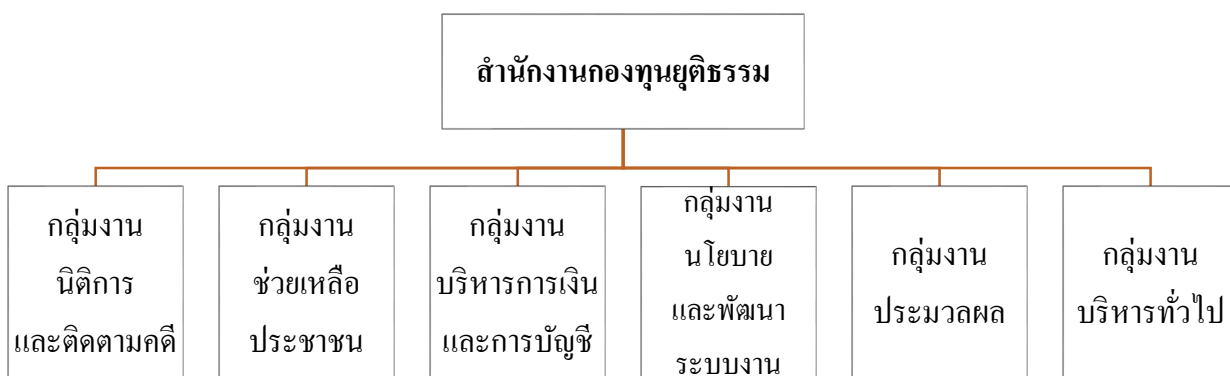 สำนักงานกองทุนยุติธรรม
กลุ่มงาน
นิติการ
และติดตามคดี
กลุ่มงาน
ช่วยเหลือ
ประชาชน
กลุ่มงาน
บริหารการเงิน
และการบัญชี
กลุ่มงาน
นโยบาย
และพัฒนา
ระบบงาน
กลุ่มงาน
ประมวลผล
กลุ่มงาน
บริหารทั่วไป